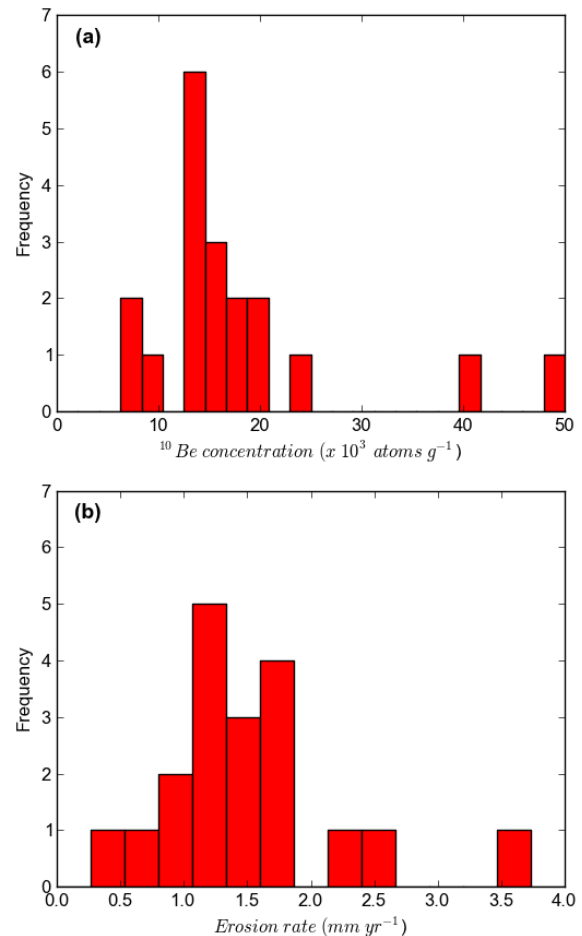 7
(a)
6
5
4
3
2
1
0
Frequency
0 10 20 30 40 50
¹⁰ Be concentration (x 10³ atoms g⁻¹)
7
(b)
6
5
4
3
2
1
0
Frequency
0.0 0.5 1.0 1.5 2.0 2.5 3.0 3.5 4.0
Erosion rate (mm yr⁻¹)